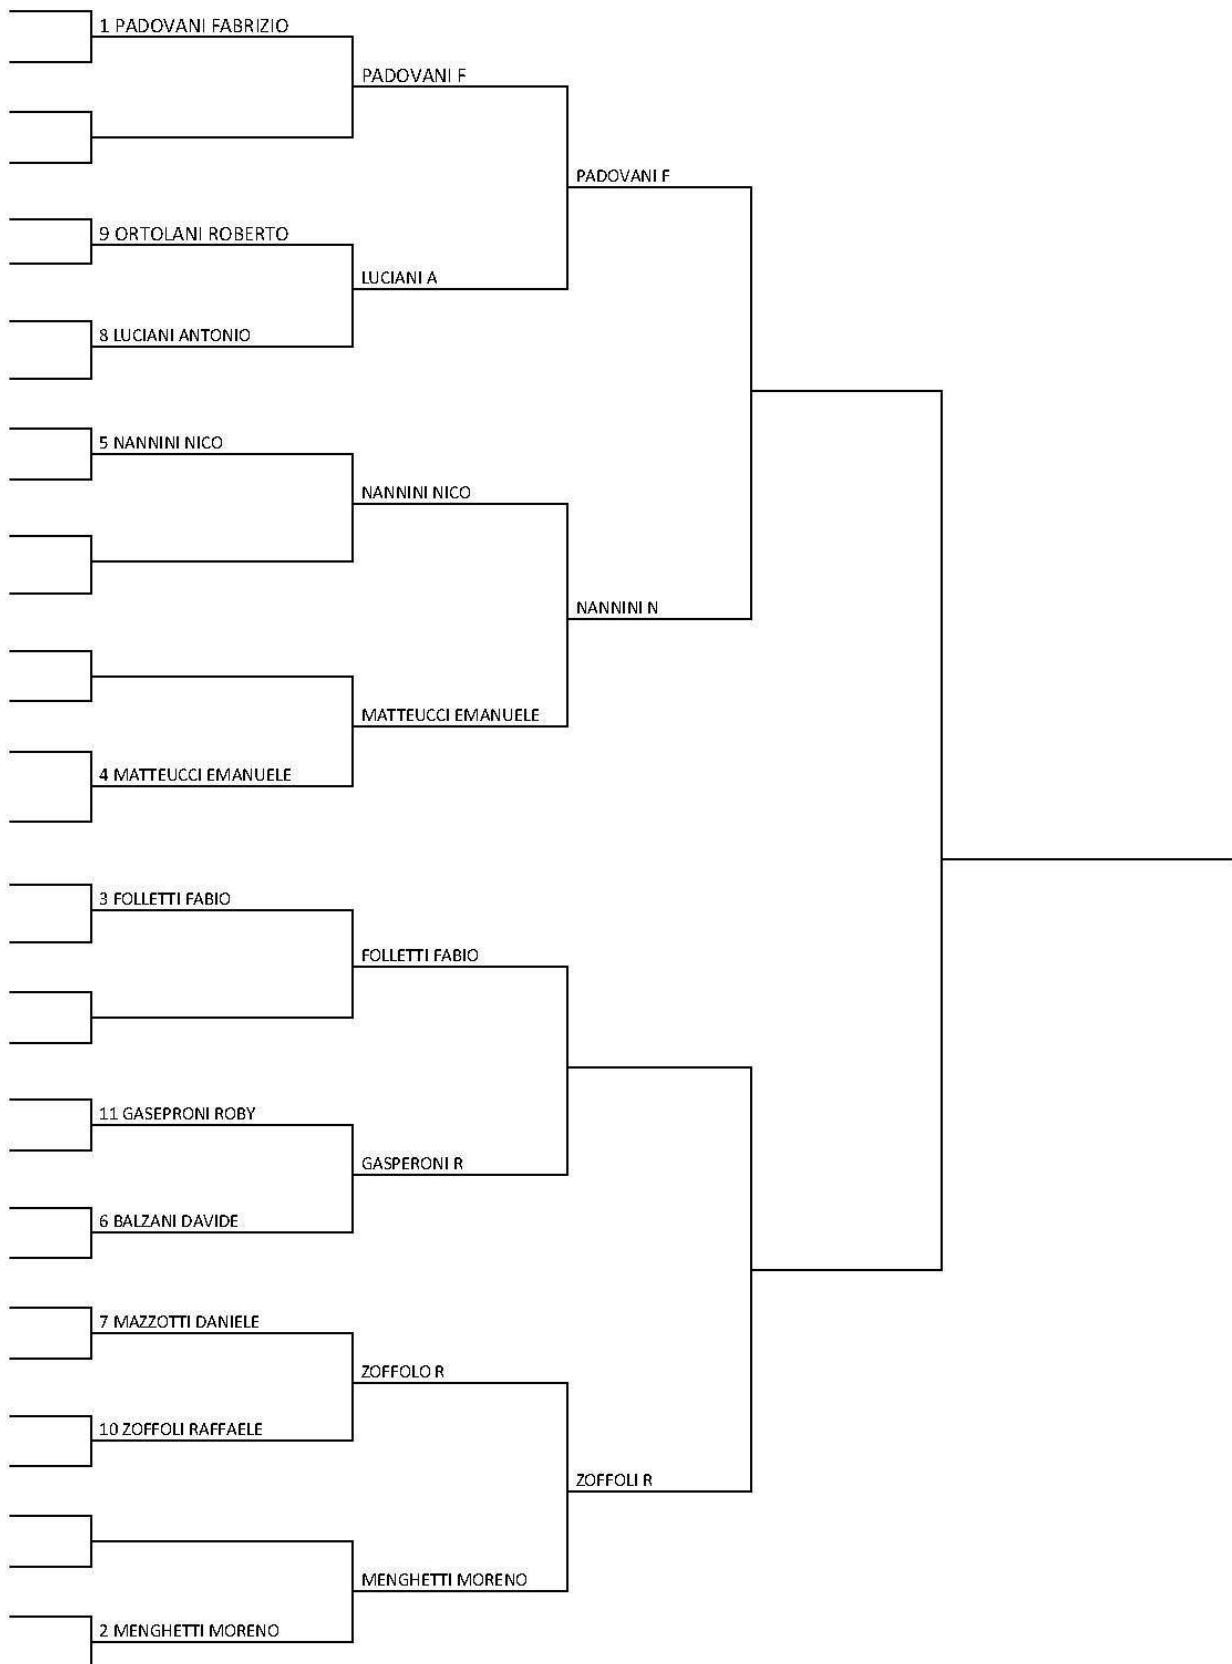 1 PADOVANI FABRIZIO
PADOVANI F
PADOVANI F
9 ORTOLANI ROBERTO
LUCIANI A
8 LUCIANI ANTONIO
5 NANNINI NICO
NANNINI NICO
NANNINI N
MATTEUCCI EMANUELE
4 MATTEUCCI EMANUELE
3 FOLLETTI FABIO
FOLLETTI FABIO
11 GASEPRONI ROBY
GASPERONI R
6 BALZANI DAVIDE
7 MAZZOTTI DANIELE
ZOFFOLO R
10 ZOFFOLI RAFFAELE
ZOFFOLI R
MENGHETTI MORENO
2 MENGHETTI MORENO